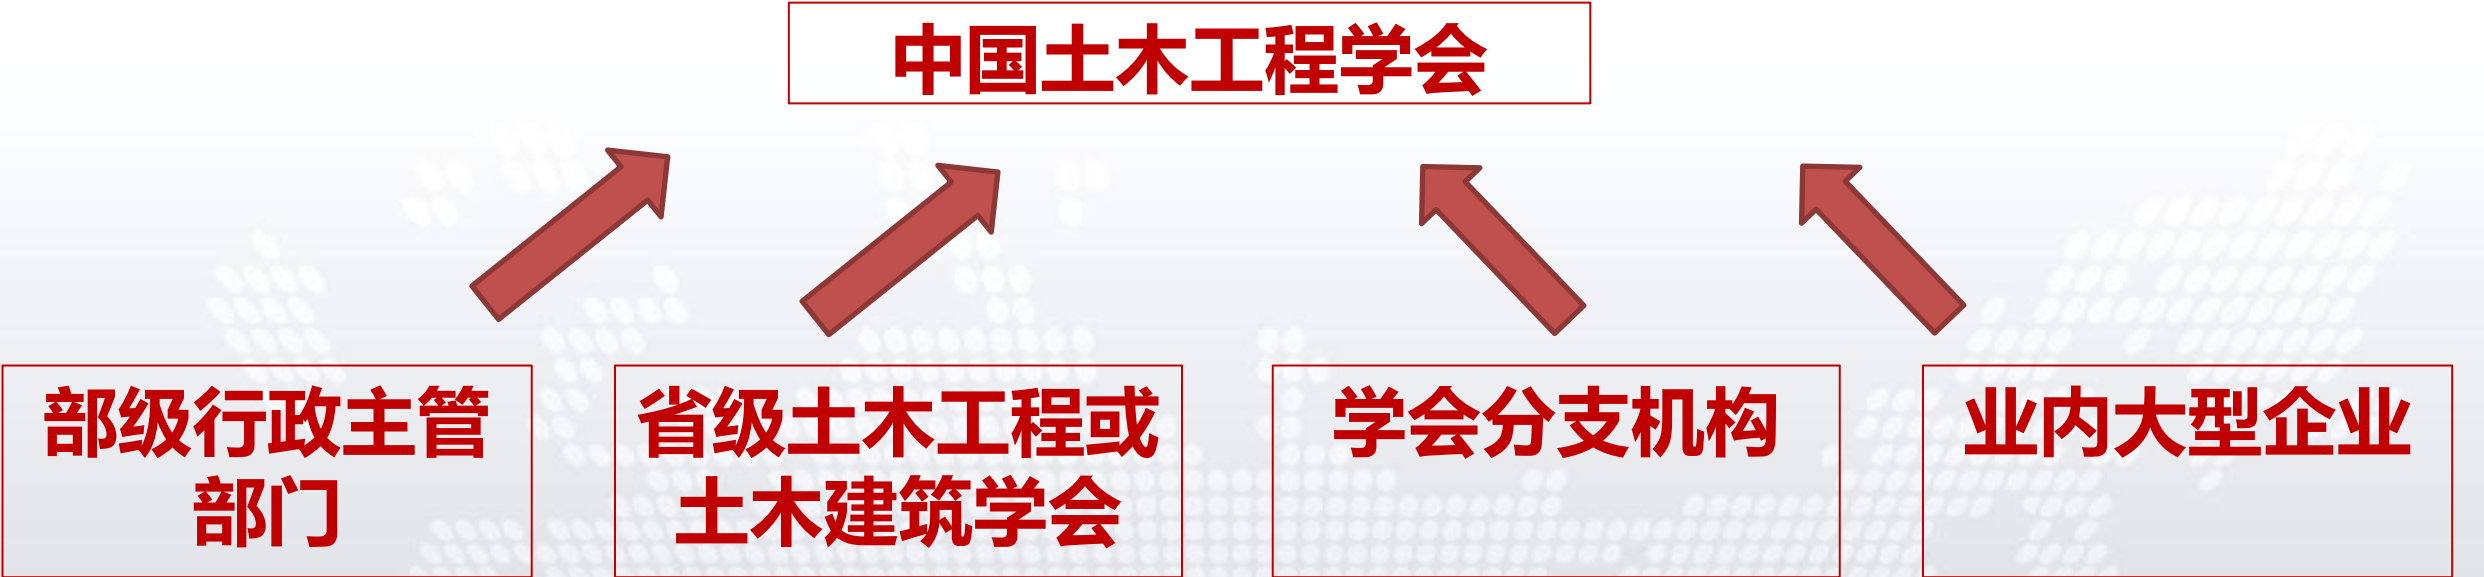 中国土木工程学会
部级行政主管
部门
省级土木工程或
土木建筑学会
学会分支机构
业内大型企业